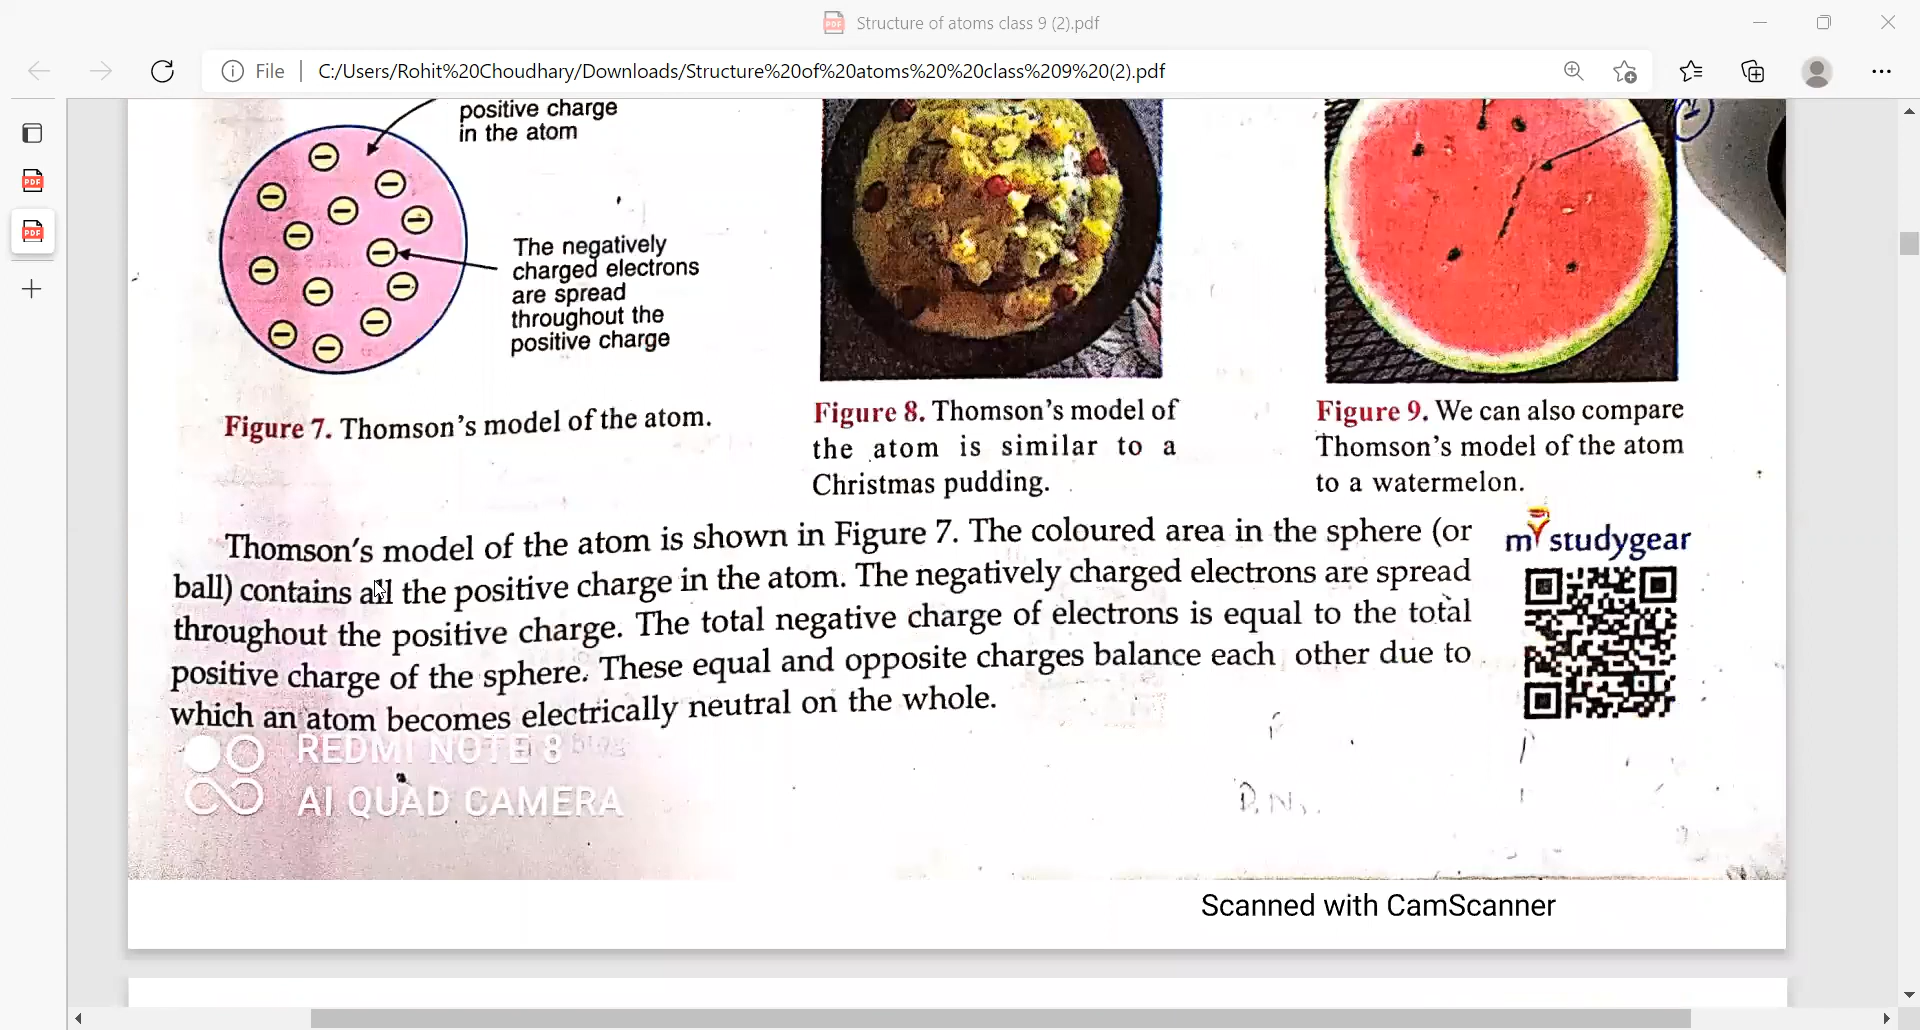 Structure of atoms class 9 (2).pdf
File | C:/Users/Rohit%20Choudhary/Downloads/Structure%20of%20atoms%20%20class%209%20(2).pdf
positive charge
in the atom
The negatively
charged electrons
are spread
throughout the
positive charge
Figure 7. Thomson's model of the atom.
Figure 8. Thomson's model of
the atom is similar to a
Christmas pudding.
Figure 9. We can also compare
Thomson's model of the atom
to a watermelon.
Thomson's model of the atom is shown in Figure 7. The coloured area in the sphere (or
ball) contains all the positive charge in the atom. The negatively charged electrons are spread
throughout the positive charge. The total negative charge of electrons is equal to the total
positive charge of the sphere. These equal and opposite charges balance each other due to
which an atom becomes electrically neutral on the whole.
my studygear
REDMI NOTE 8
AI QUAD CAMERA
Scanned with CamScanner